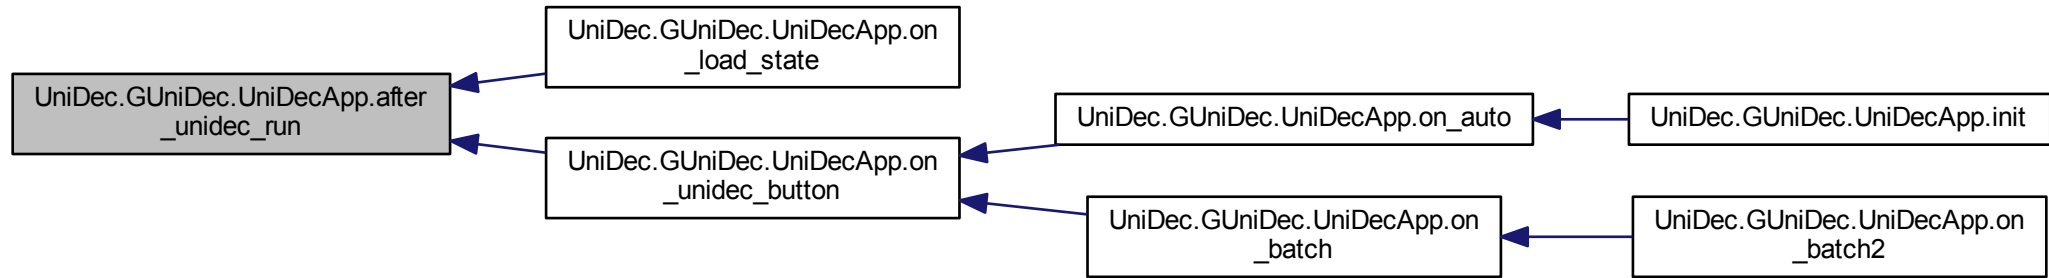 UniDec.GUniDec.UniDecApp.after
_unidec_run
UniDec.GUniDec.UniDecApp.on
_load_state
UniDec.GUniDec.UniDecApp.on
_unidec_button
UniDec.GUniDec.UniDecApp.on_auto
UniDec.GUniDec.UniDecApp.init
UniDec.GUniDec.UniDecApp.on
_batch
UniDec.GUniDec.UniDecApp.on
_batch2